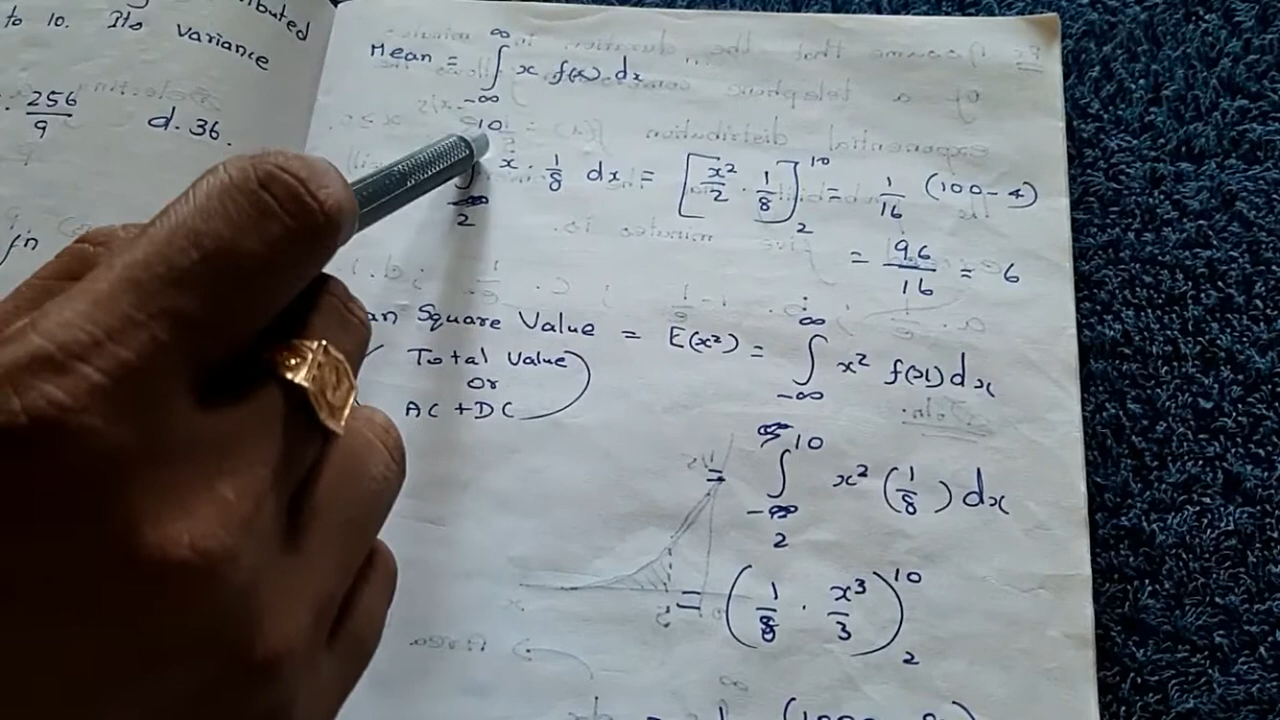 to 10. Its variance
256/9 d. 36.
fn
Mean = ∫_{-∞}^{∞} x f(x) dx
∫_{2}^{10} x · 1/8 dx = [x²/2 · 1/8]_{2}^{10} = 1/16 (100-4)
= 96/16 = 6
Square Value = E(x²) = ∫_{-∞}^{∞} x² f(x) dx
Total Value
or
AC + DC
= ∫_{2}^{10} x² (1/8) dx
= (1/8 · x³/3)_{2}^{10}